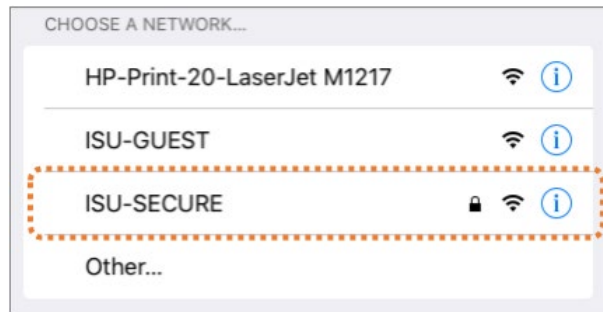 CHOOSE A NETWORK...
HP-Print-20-LaserJet M1217
ISU-GUEST
ISU-SECURE
Other...